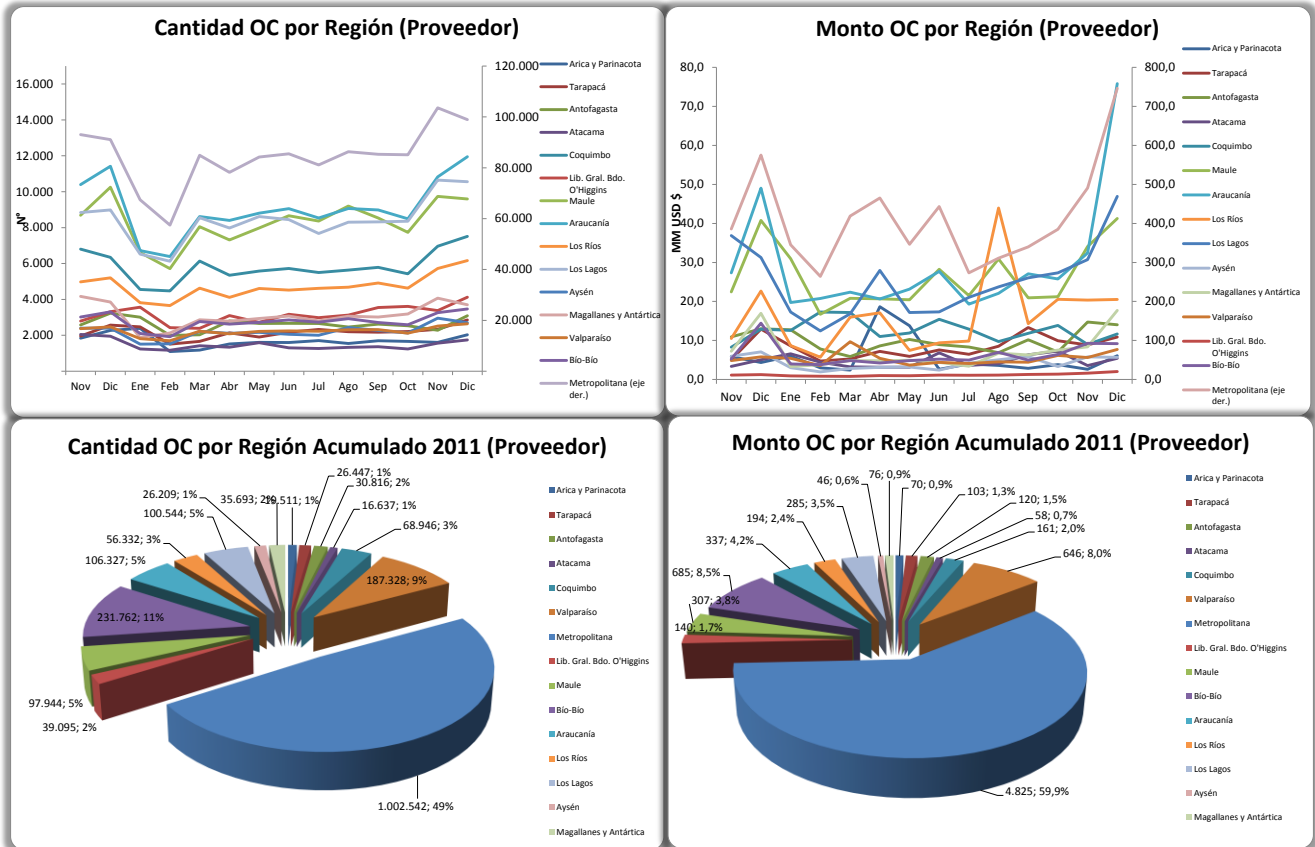 Cantidad OC por Región (Proveedor)
16.000
14.000
12.000
10.000
8.000
6.000
4.000
2.000
N°
120.000
100.000
80.000
60.000
40.000
20.000
Nov Dic Ene Feb Mar Abr May Jun Jul Ago Sep Oct Nov Dic
Arica y Parinacota
Tarapacá
Antofagasta
Atacama
Coquimbo
Lib. Gral. Bdo.
O'Higgins
Maule
Araucanía
Los Ríos
Los Lagos
Aysén
Magallanes y Antártica
Valparaíso
Bío-Bío
Metropolitana (eje
der.)
Monto OC por Región (Proveedor)
80,0
70,0
60,0
50,0
40,0
30,0
20,0
10,0
0,0
MM USD $
800,0
700,0
600,0
500,0
400,0
300,0
200,0
100,0
0,0
Nov Dic Ene Feb Mar Abr May Jun Jul Ago Sep Oct Nov Dic
Arica y Parinacota
Tarapacá
Antofagasta
Atacama
Coquimbo
Maule
Araucanía
Los Ríos
Los Lagos
Aysén
Magallanes y Antártica
Valparaíso
Lib. Gral. Bdo.
O'Higgins
Bío-Bío
Metropolitana (eje
der.)
Cantidad OC por Región Acumulado 2011 (Proveedor)
26.447; 1%
30.816; 2%
16.637; 1%
68.946; 3%
187.328; 9%
1.002.542; 49%
39.095; 2%
97.944; 5%
231.762; 11%
106.327; 5%
56.332; 3%
100.544; 5%
26.209; 1%
35.693; 2%
Arica y Parinacota
Tarapacá
Antofagasta
Atacama
Coquimbo
Valparaíso
Metropolitana
Lib. Gral. Bdo. O'Higgins
Maule
Bío-Bío
Araucanía
Los Ríos
Los Lagos
Aysén
Magallanes y Antártica
Monto OC por Región Acumulado 2011 (Proveedor)
70; 0,9%
103; 1,3%
120; 1,5%
58; 0,7%
161; 2,0%
646; 8,0%
4.825; 59,9%
140; 1,7%
307; 3,8%
685; 8,5%
337; 4,2%
194; 2,4%
285; 3,5%
46; 0,6%
76; 0,9%
Arica y Parinacota
Tarapacá
Antofagasta
Atacama
Coquimbo
Valparaíso
Metropolitana
Lib. Gral. Bdo. O'Higgins
Maule
Bío-Bío
Araucanía
Los Ríos
Los Lagos
Aysén
Magallanes y Antártica